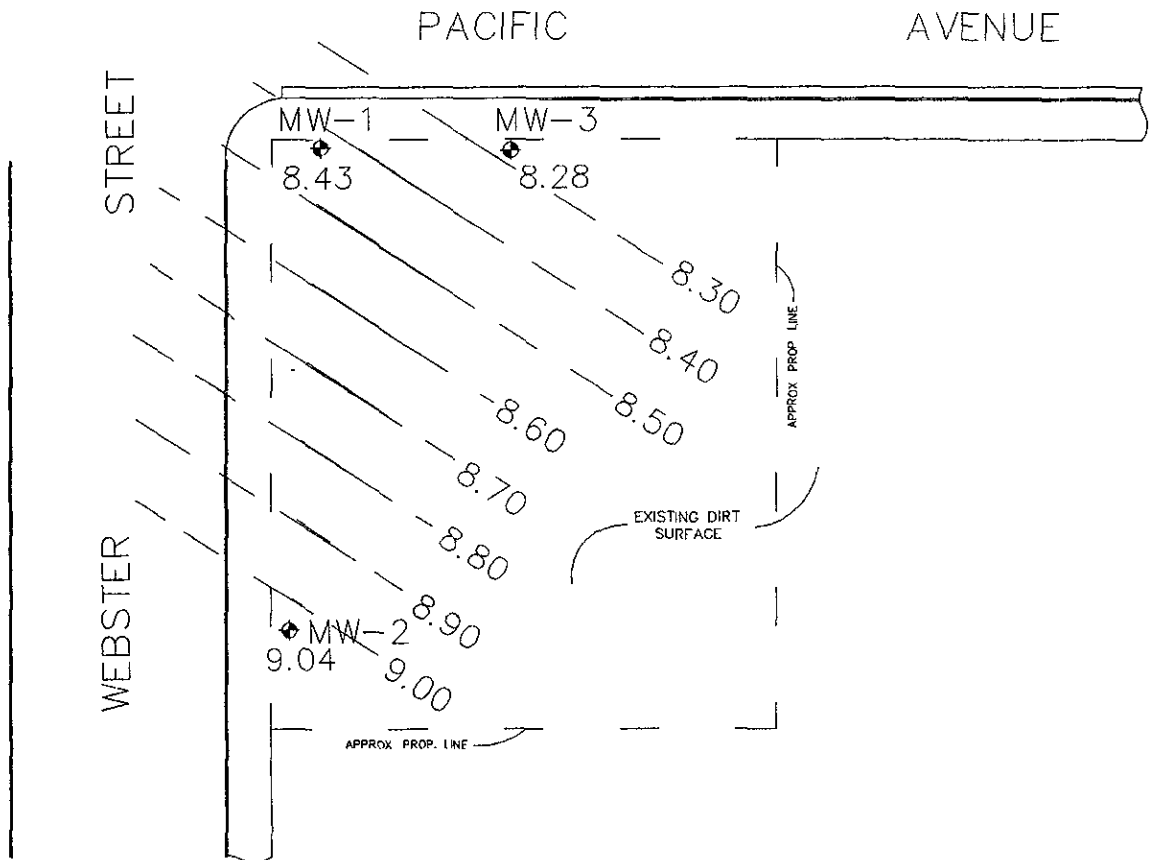 PACIFIC AVENUE
STREET
MW-1 MW-3
8.43 8.28
8.30
8.40
8.50
8.60
8.70
8.80
8.90
9.00
APPROX PROP LINE
EXISTING DIRT
SURFACE
WEBSTER
MW-2
9.04
APPROX PROP. LINE